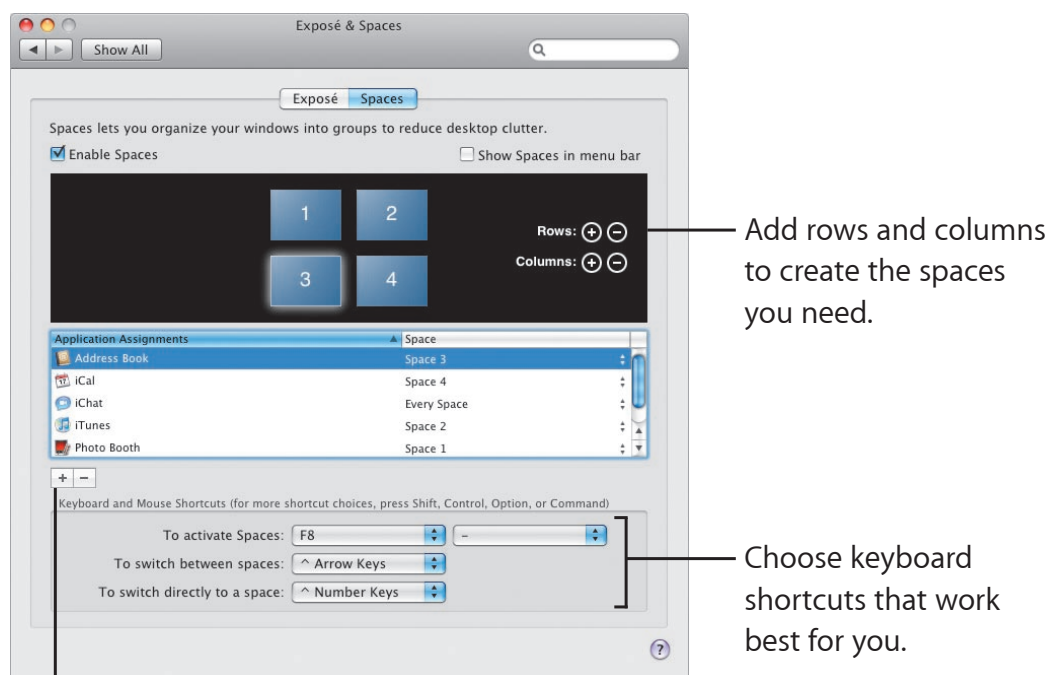 Exposé & Spaces
Show All
Exposé Spaces
Spaces lets you organize your windows into groups to reduce desktop clutter.
Enable Spaces Show Spaces in menu bar
1 2
Rows: + −
Columns: + −
3 4
Add rows and columns
to create the spaces
you need.
Application Assignments Space
Address Book Space 3
17 iCal Space 4
iChat Every Space
iTunes Space 2
Photo Booth Space 1
+ −
Keyboard and Mouse Shortcuts (for more shortcut choices, press Shift, Control, Option, or Command)
To activate Spaces: F8 –
To switch between spaces: ^ Arrow Keys
To switch directly to a space: ^ Number Keys
Choose keyboard
shortcuts that work
best for you.
?